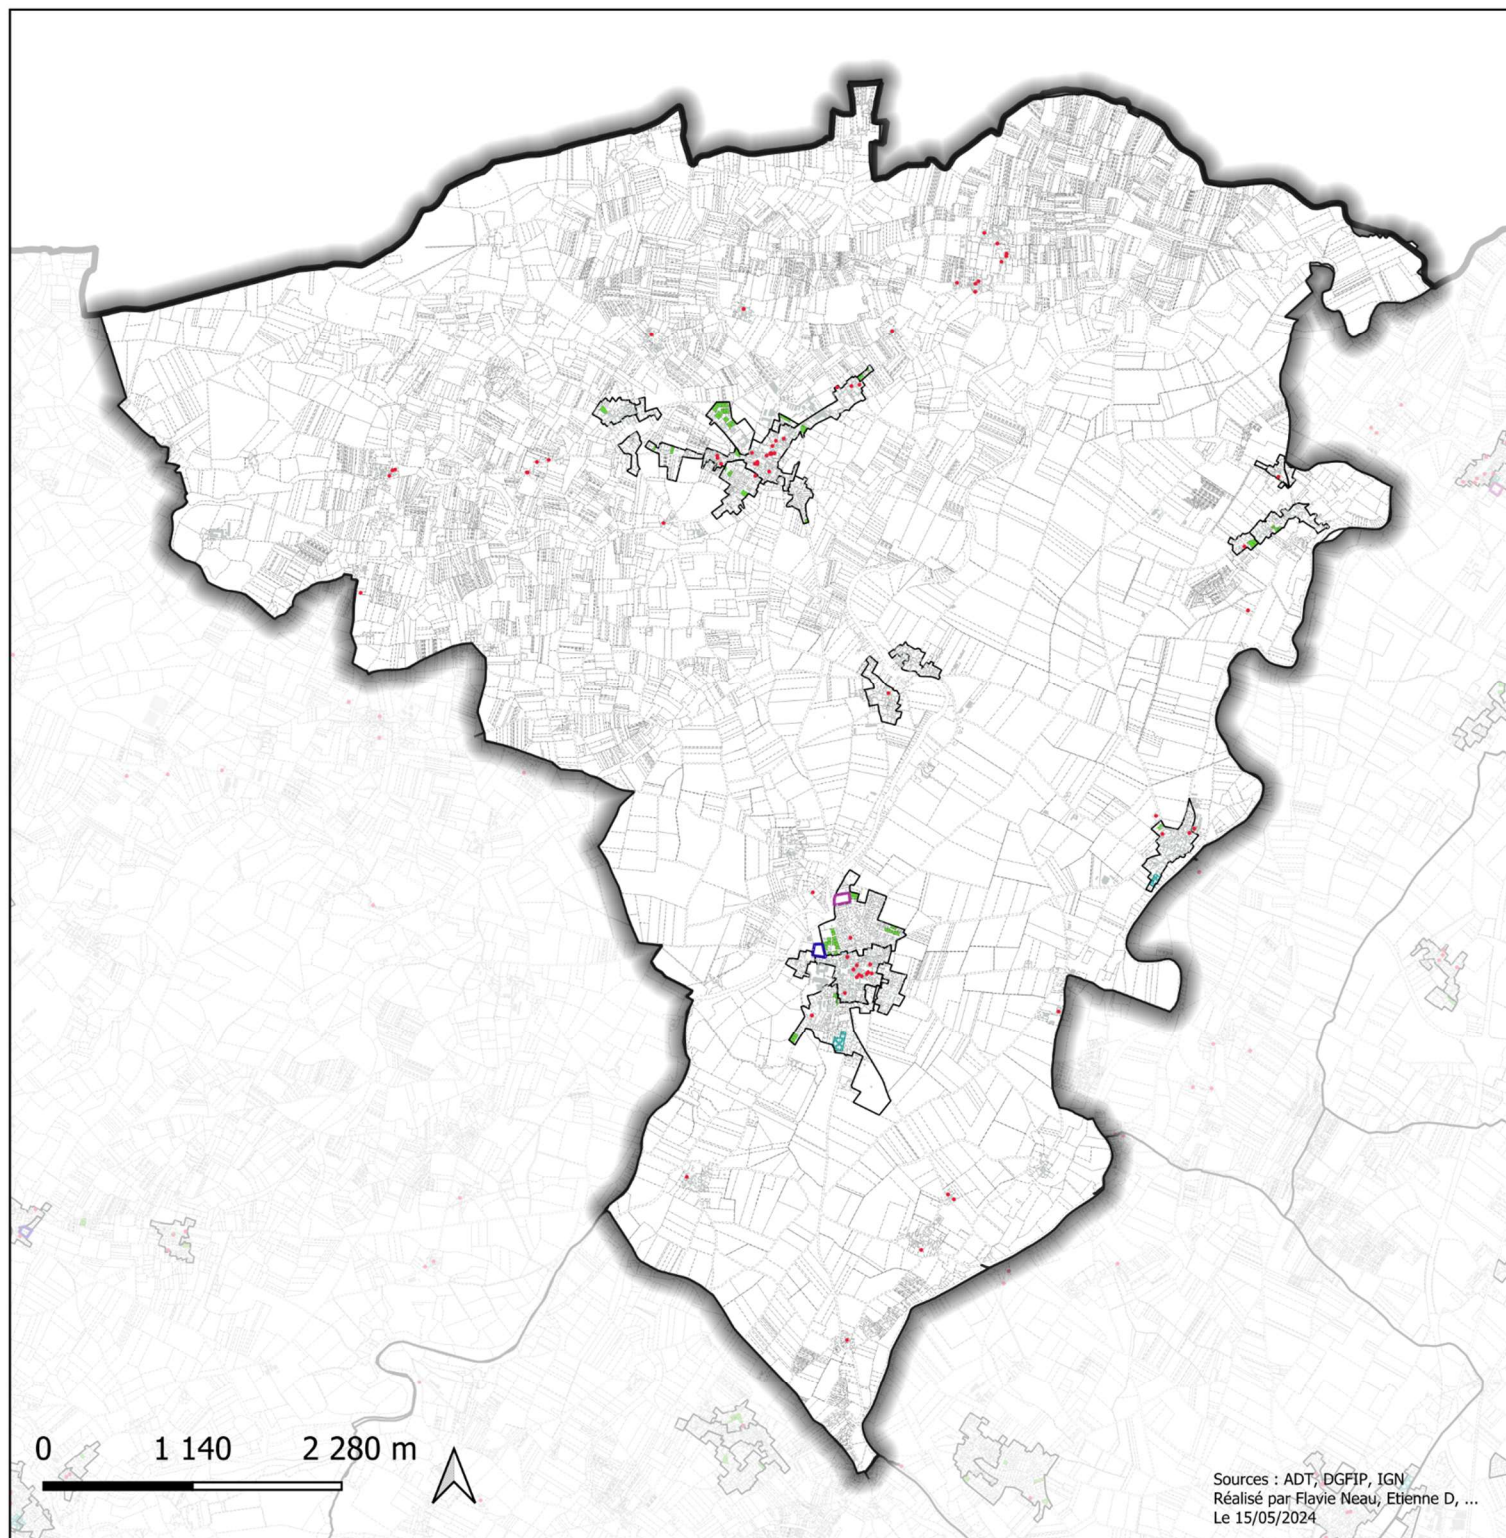 0 1 140 2 280 m
Sources : ADT, DGFIP, IGN
Réalisé par Flavie Neau, Etienne D, ...
Le 15/05/2024